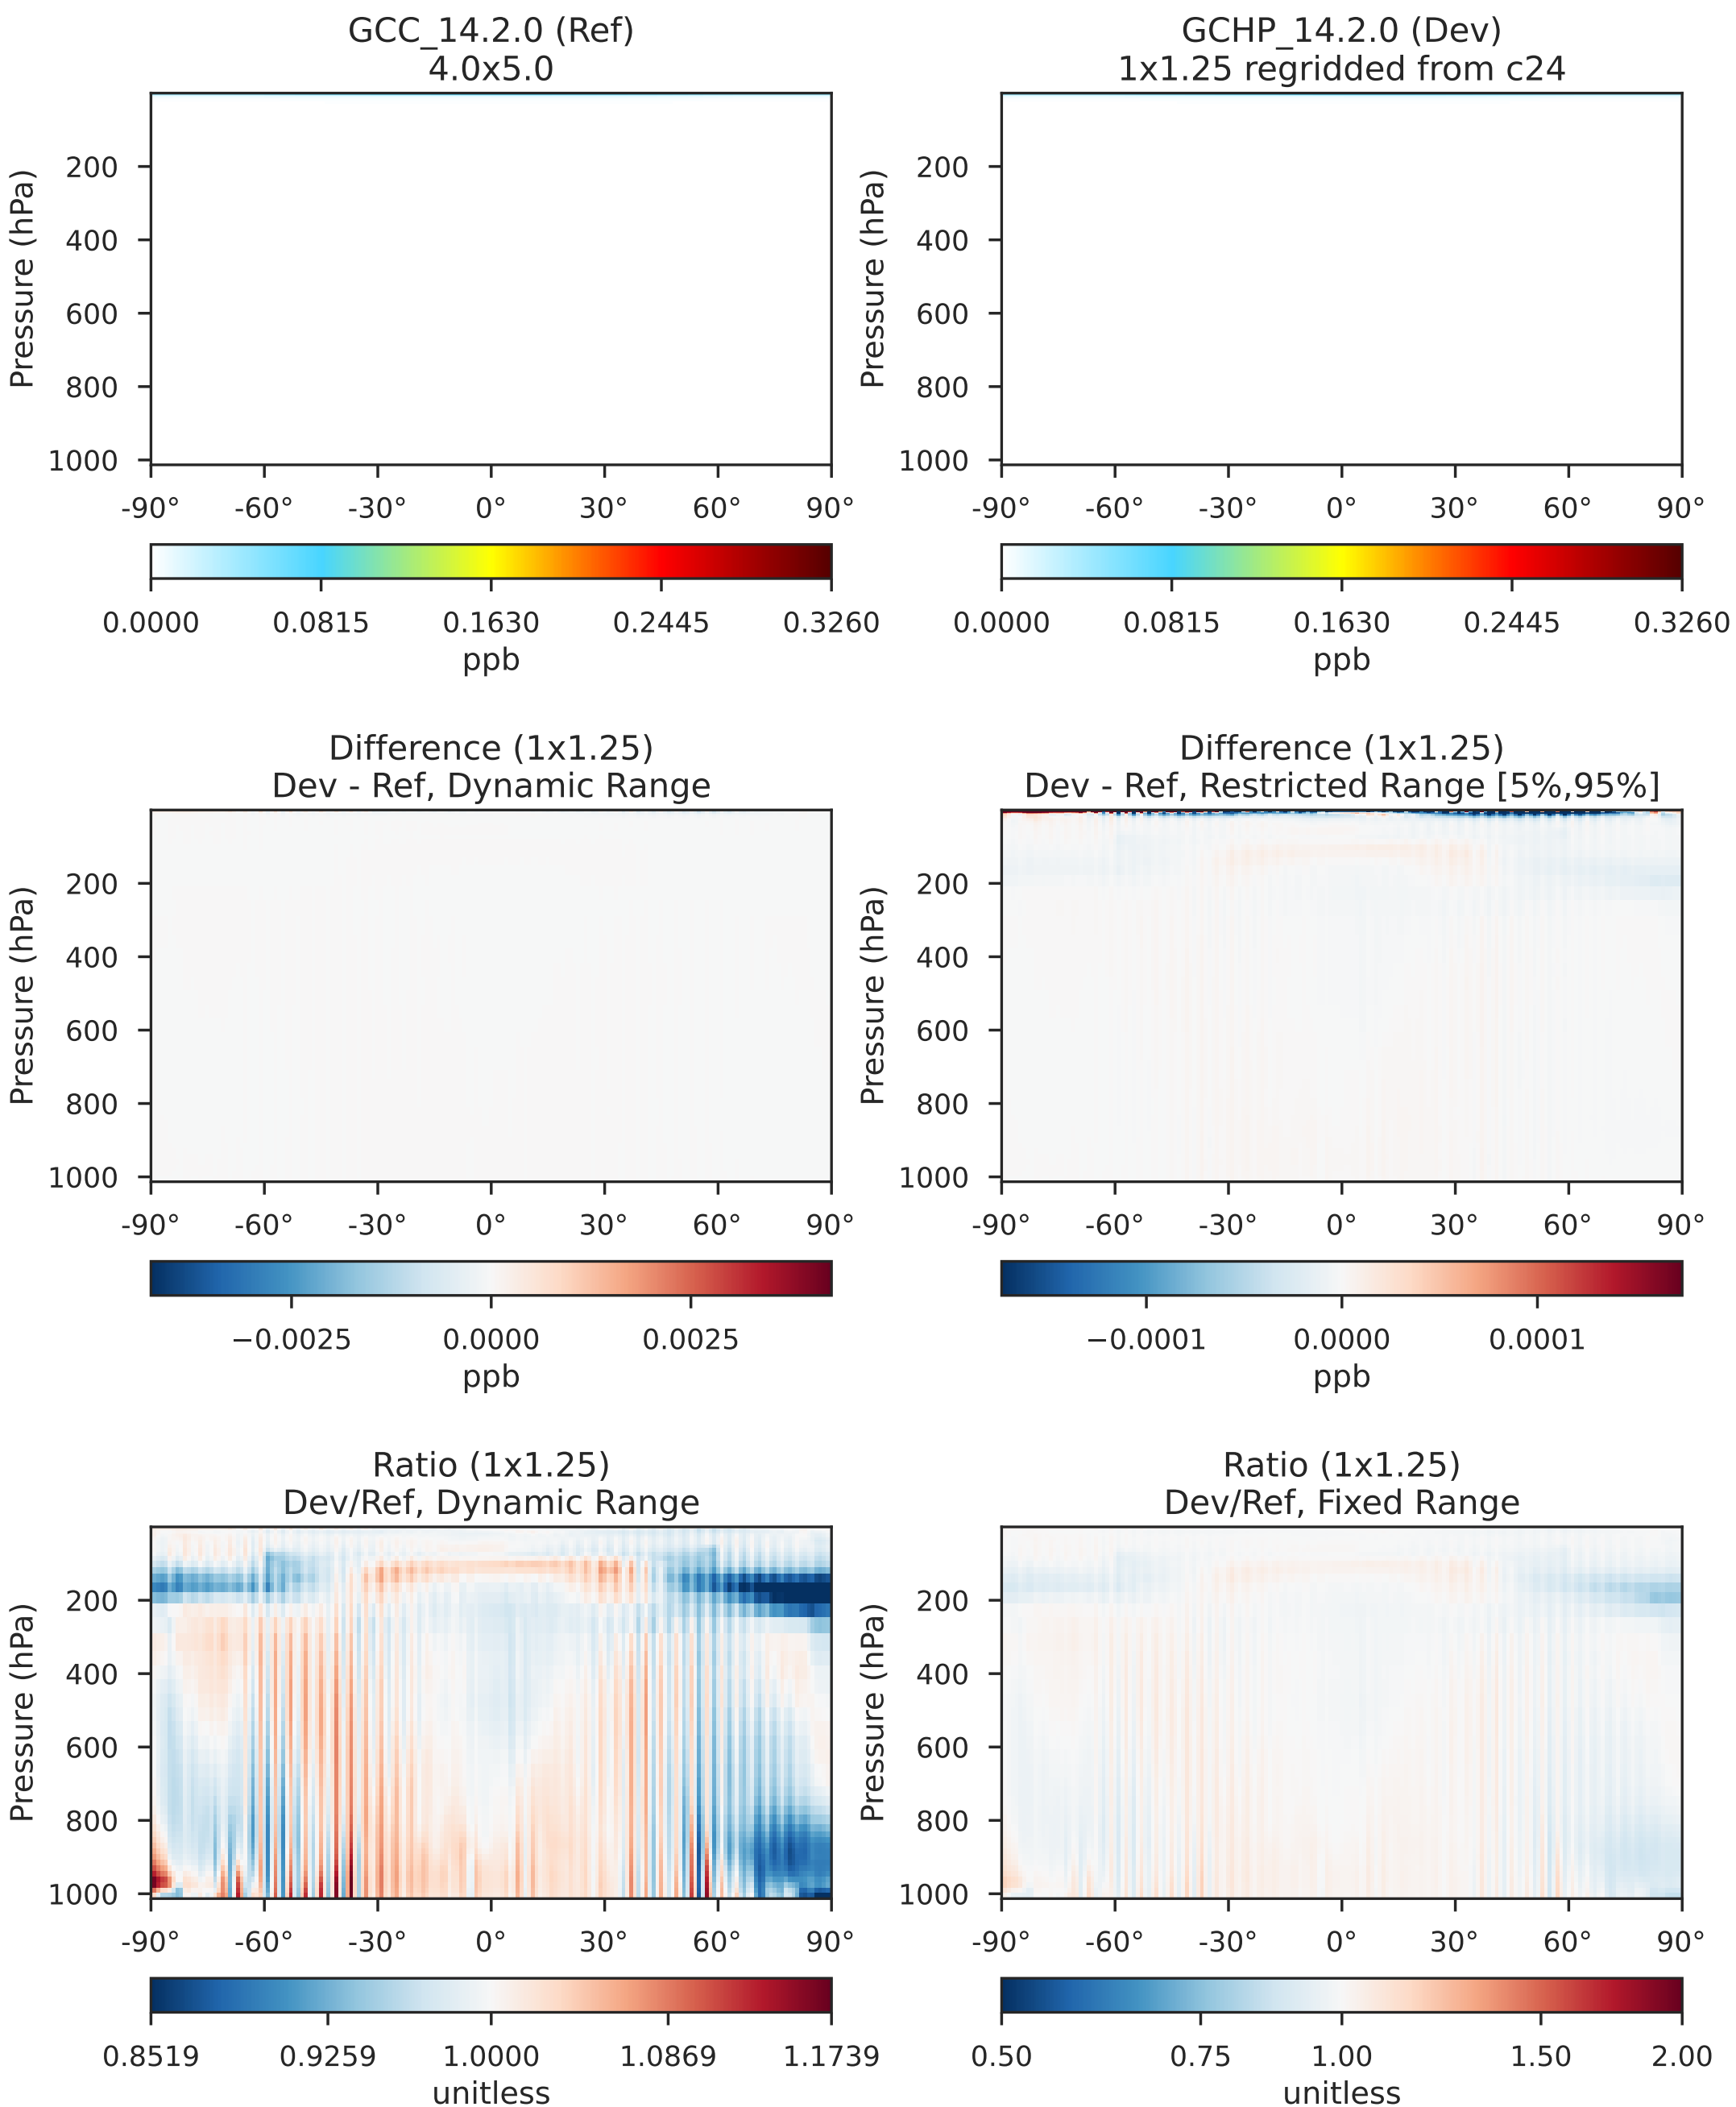 GCC_14.2.0 (Ref)
4.0x5.0
Pressure (hPa)
200
400
600
800
1000
-90° -60° -30° 0° 30° 60° 90°
0.0000 0.0815 0.1630 0.2445 0.3260
ppb
GCHP_14.2.0 (Dev)
1x1.25 regridded from c24
Pressure (hPa)
200
400
600
800
1000
-90° -60° -30° 0° 30° 60° 90°
0.0000 0.0815 0.1630 0.2445 0.3260
ppb
Difference (1x1.25)
Dev - Ref, Dynamic Range
Pressure (hPa)
200
400
600
800
1000
-90° -60° -30° 0° 30° 60° 90°
−0.0025 0.0000 0.0025
ppb
Difference (1x1.25)
Dev - Ref, Restricted Range [5%,95%]
Pressure (hPa)
200
400
600
800
1000
-90° -60° -30° 0° 30° 60° 90°
−0.0001 0.0000 0.0001
ppb
Ratio (1x1.25)
Dev/Ref, Dynamic Range
Pressure (hPa)
200
400
600
800
1000
-90° -60° -30° 0° 30° 60° 90°
0.8519 0.9259 1.0000 1.0869 1.1739
unitless
Ratio (1x1.25)
Dev/Ref, Fixed Range
Pressure (hPa)
200
400
600
800
1000
-90° -60° -30° 0° 30° 60° 90°
0.50 0.75 1.00 1.50 2.00
unitless